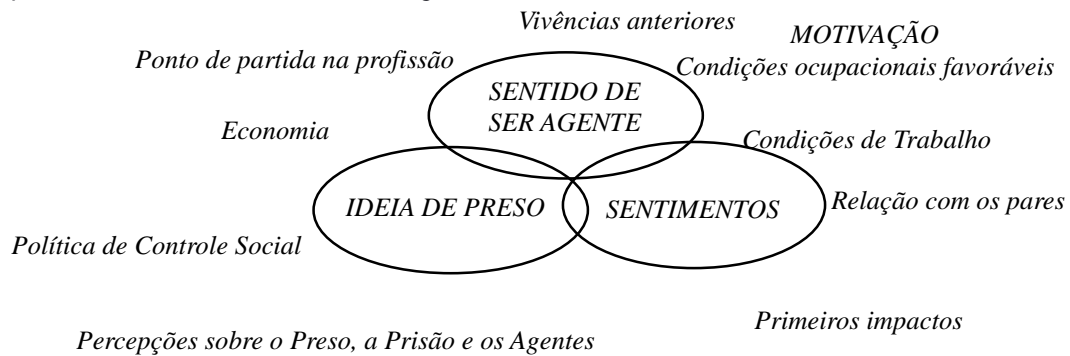 Vivências anteriores
MOTIVAÇÃO
Ponto de partida na profissão
Condições ocupacionais favoráveis
SENTIDO DE
SER AGENTE
Economia
Condições de Trabalho
IDEIA DE PRESO
SENTIMENTOS
Relação com os pares
Política de Controle Social
Primeiros impactos
Percepções sobre o Preso, a Prisão e os Agentes